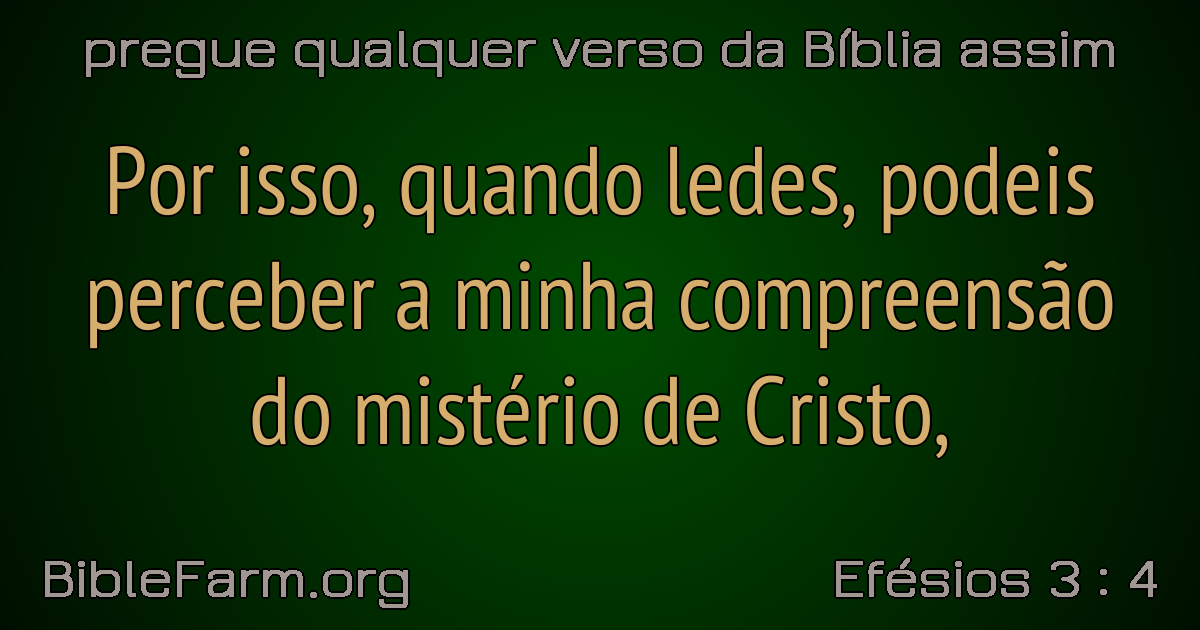 pregue qualquer verso da Bíblia assim
Por isso, quando ledes, podeis
perceber a minha compreensão
do mistério de Cristo,
BibleFarm.org
Efésios 3 : 4